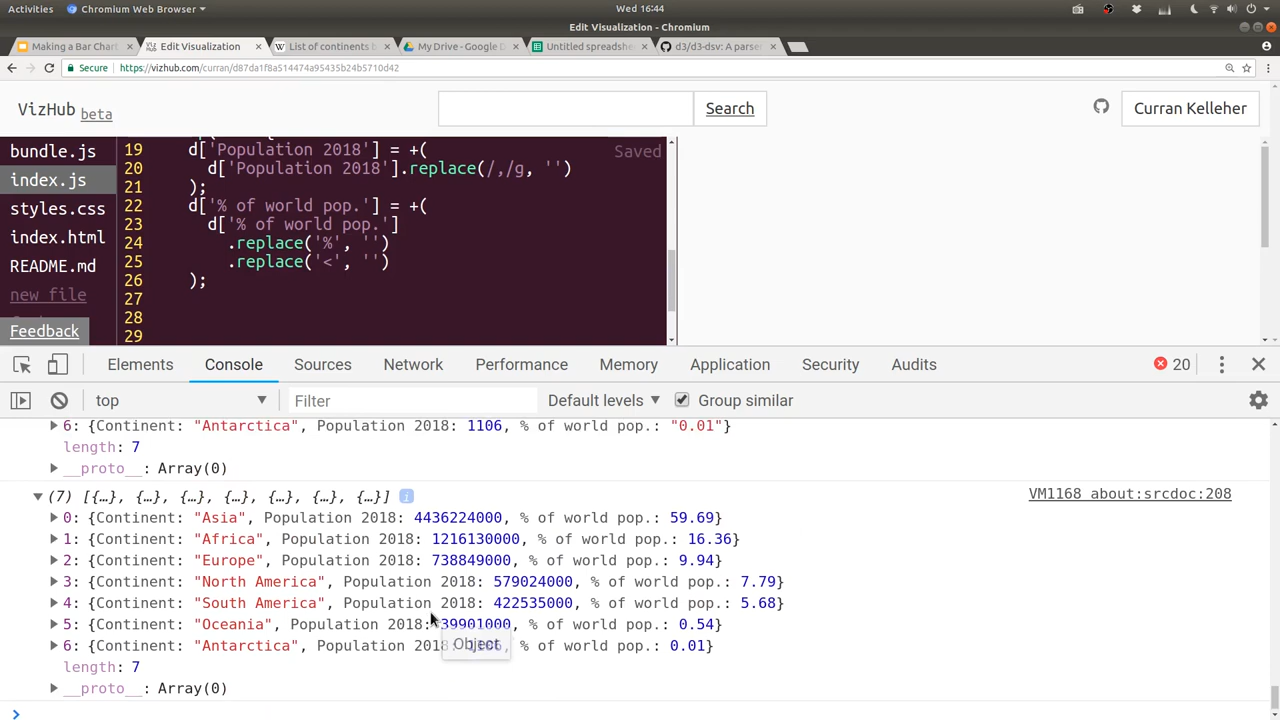 Activities Chromium Web Browser Wed 16:44
Edit Visualization - Chromium
Making a Bar Chart Edit Visualization List of continents b My Drive - Google D Untitled spreadshe d3/d3-dsv: A parser
Secure https://vizhub.com/curran/d87da1f8a514474a95435b24b5710d42
VizHub beta Search Curran Kelleher
bundle.js 19 d['Population 2018'] = +( Saved
index.js 20 d['Population 2018'].replace(/,/g, '')
21 );
styles.css 22 d['% of world pop.'] = +(
23 d['% of world pop.']
index.html 24 .replace('%', '')
README.md 25 .replace('<', '')
26 );
new file 27
28
Feedback 29
Elements Console Sources Network Performance Memory Application Security Audits 20
top Filter Default levels Group similar
6: {Continent: "Antarctica", Population 2018: 1106, % of world pop.: "0.01"}
length: 7
__proto__: Array(0)
(7) [{…}, {…}, {…}, {…}, {…}, {…}, {…}] i VM1168 about:srcdoc:208
0: {Continent: "Asia", Population 2018: 4436224000, % of world pop.: 59.69}
1: {Continent: "Africa", Population 2018: 1216130000, % of world pop.: 16.36}
2: {Continent: "Europe", Population 2018: 738849000, % of world pop.: 9.94}
3: {Continent: "North America", Population 2018: 579024000, % of world pop.: 7.79}
4: {Continent: "South America", Population 2018: 422535000, % of world pop.: 5.68}
5: {Continent: "Oceania", Population 2018: 39901000, % of world pop.: 0.54}
6: {Continent: "Antarctica", Population 2018: 1106, % of world pop.: 0.01}
Object
length: 7
__proto__: Array(0)